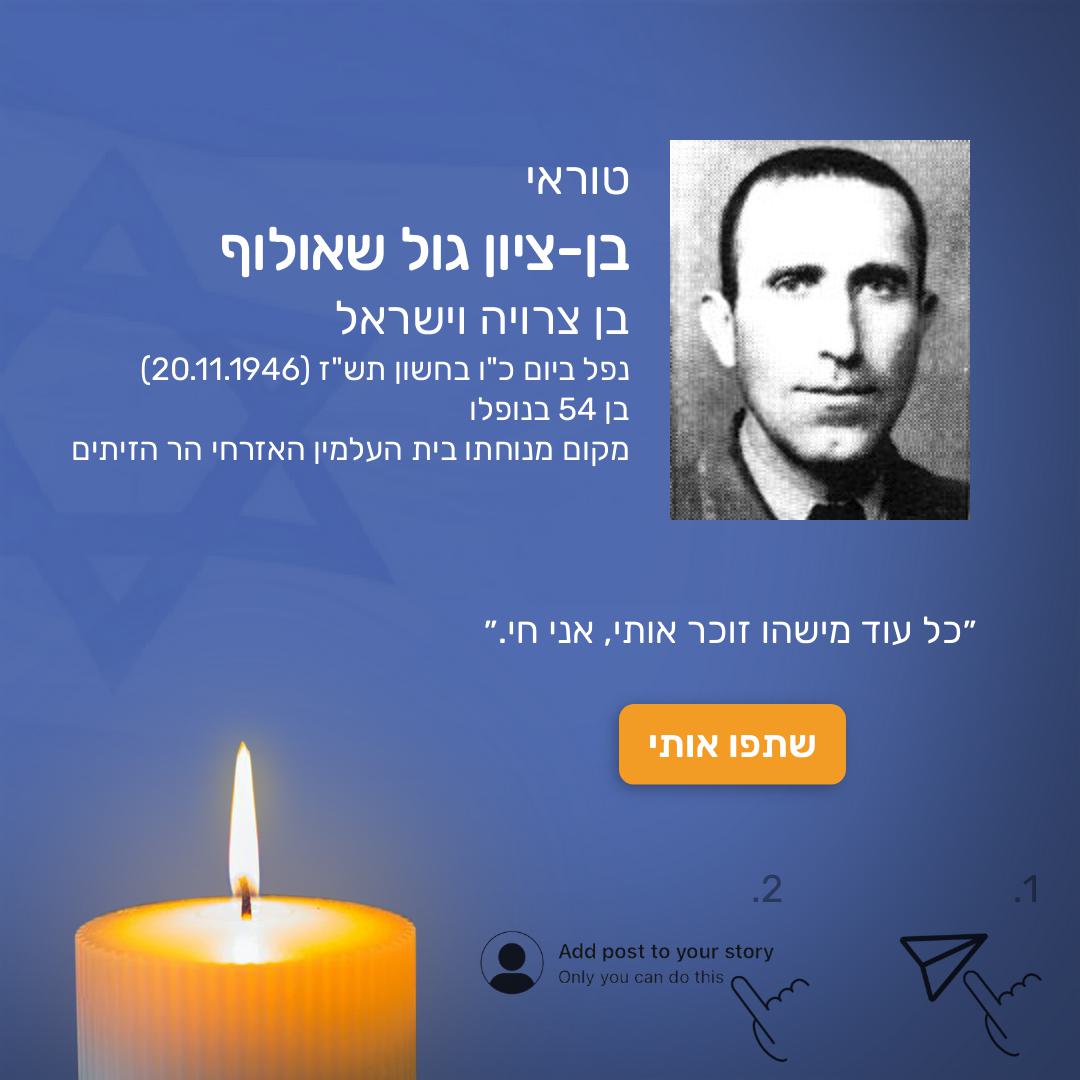 טוראי
בן-ציון גול שאולוף
בן צרויה וישראל
נפל ביום כ"ו בחשון תש"ז (20.11.1946)
בן 54 בנופלו
מקום מנוחתו בית העלמין האזרחי הר הזיתים
״כל עוד מישהו זוכר אותי, אני חי.״
שתפו אותי
.1
.2
Add post to your story
Only you can do this